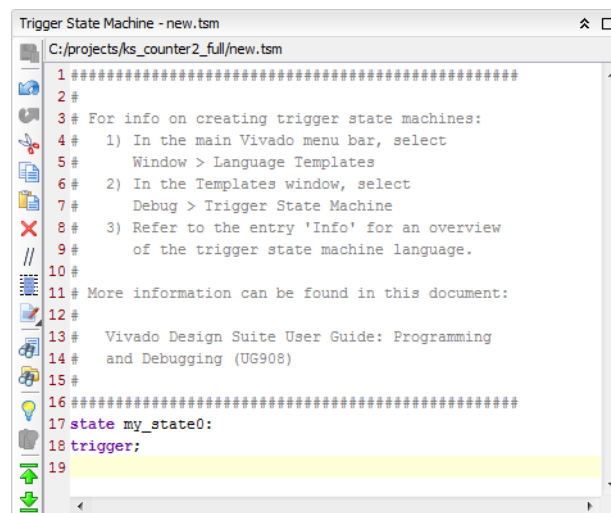 Trigger State Machine - new.tsm
C:/projects/ks_counter2_full/new.tsm
1 ##################################################
2 #
3 # For info on creating trigger state machines:
4 #   1) In the main Vivado menu bar, select
5 #      Window > Language Templates
6 #   2) In the Templates window, select
7 #      Debug > Trigger State Machine
8 #   3) Refer to the entry 'Info' for an overview
9 #      of the trigger state machine language.
10 #
11 # More information can be found in this document:
12 #
13 #   Vivado Design Suite User Guide: Programming
14 #   and Debugging (UG908)
15 #
16 ##################################################
17 state my_state0:
18 trigger;
19